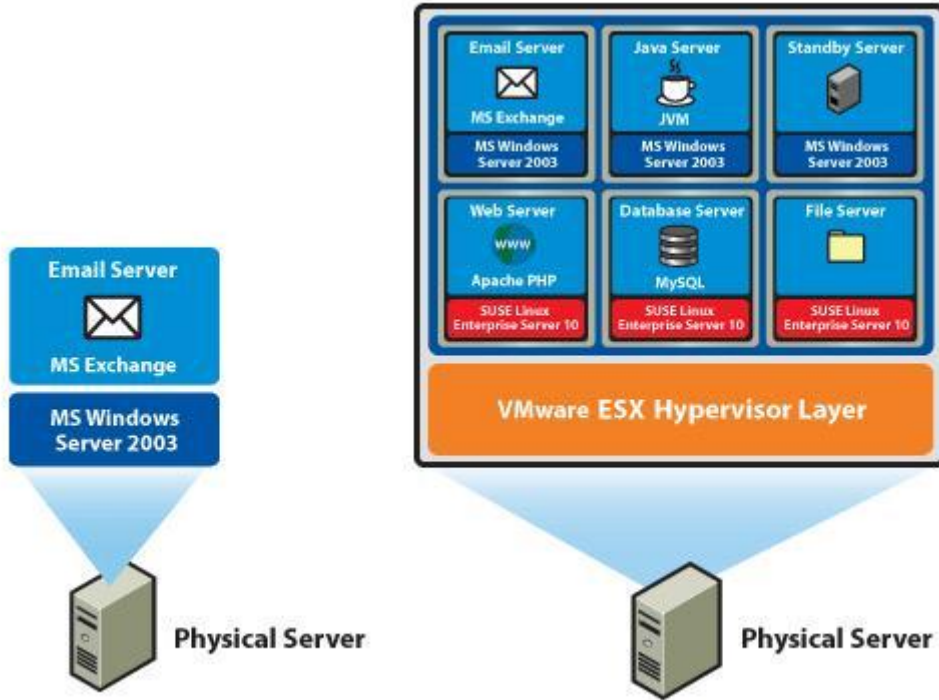 Email Server
MS Exchange
MS Windows
Server 2003
Physical Server
Email Server
MS Exchange
MS Windows
Server 2003
Java Server
JVM
MS Windows
Server 2003
Standby Server
MS Windows
Server 2003
Web Server
www
Apache PHP
SUSE Linux
Enterprise Server 10
Database Server
MySQL
SUSE Linux
Enterprise Server 10
File Server
SUSE Linux
Enterprise Server 10
VMware ESX Hypervisor Layer
Physical Server